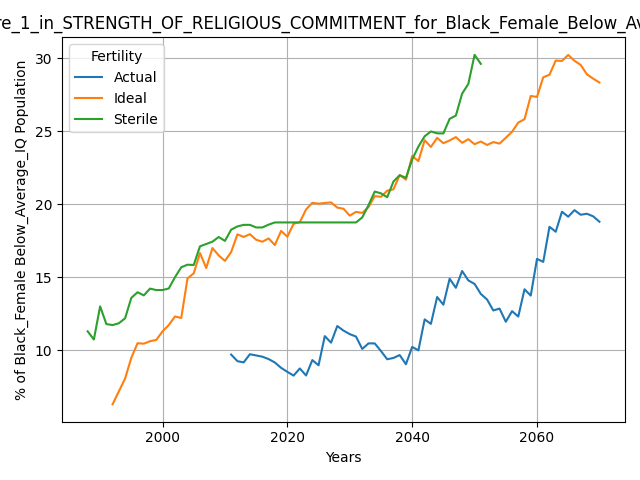 re_1_in_STRENGTH_OF_RELIGIOUS_COMMITMENT_for_Black_Female_Below_Av
Fertility
Actual
Ideal
Sterile
% of Black_Female Below_Average_IQ Population
30
25
20
15
10
2000
2020
2040
2060
Years